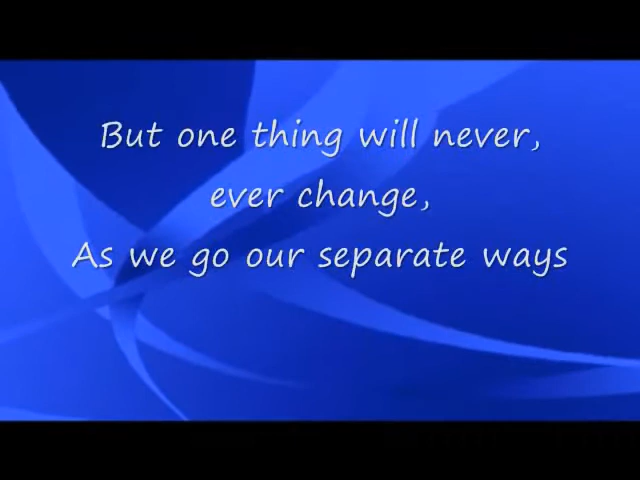 But one thing will never,
ever change,
As we go our separate ways